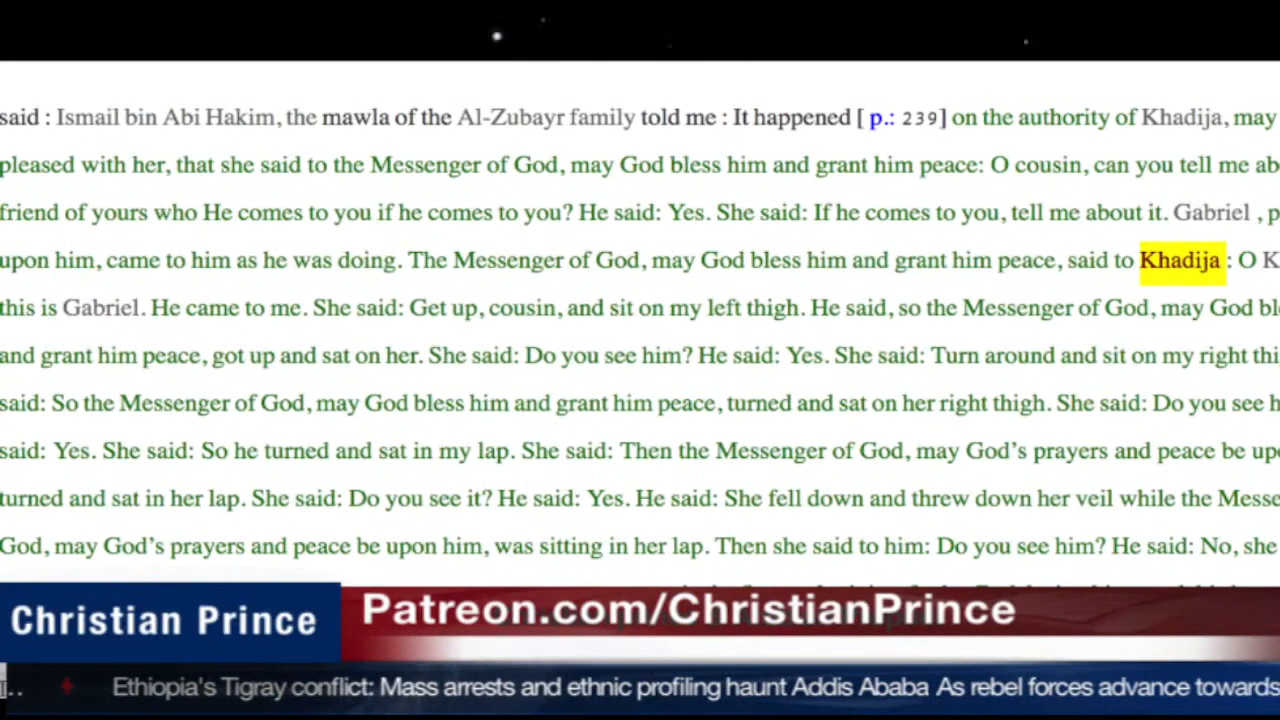 said : Ismail bin Abi Hakim, the mawla of the Al-Zubayr family told me : It happened [ p.: 239] on the authority of Khadija, may
pleased with her, that she said to the Messenger of God, may God bless him and grant him peace: O cousin, can you tell me ab
friend of yours who He comes to you if he comes to you? He said: Yes. She said: If he comes to you, tell me about it. Gabriel , p
upon him, came to him as he was doing. The Messenger of God, may God bless him and grant him peace, said to Khadija : O K
this is Gabriel. He came to me. She said: Get up, cousin, and sit on my left thigh. He said, so the Messenger of God, may God bl
and grant him peace, got up and sat on her. She said: Do you see him? He said: Yes. She said: Turn around and sit on my right thi
said: So the Messenger of God, may God bless him and grant him peace, turned and sat on her right thigh. She said: Do you see h
said: Yes. She said: So he turned and sat in my lap. She said: Then the Messenger of God, may God's prayers and peace be up
turned and sat in her lap. She said: Do you see it? He said: Yes. He said: She fell down and threw down her veil while the Messe
God, may God's prayers and peace be upon him, was sitting in her lap. Then she said to him: Do you see him? He said: No, she
Christian Prince
Patreon.com/ChristianPrince
Ethiopia's Tigray conflict: Mass arrests and ethnic profiling haunt Addis Ababa As rebel forces advance towards